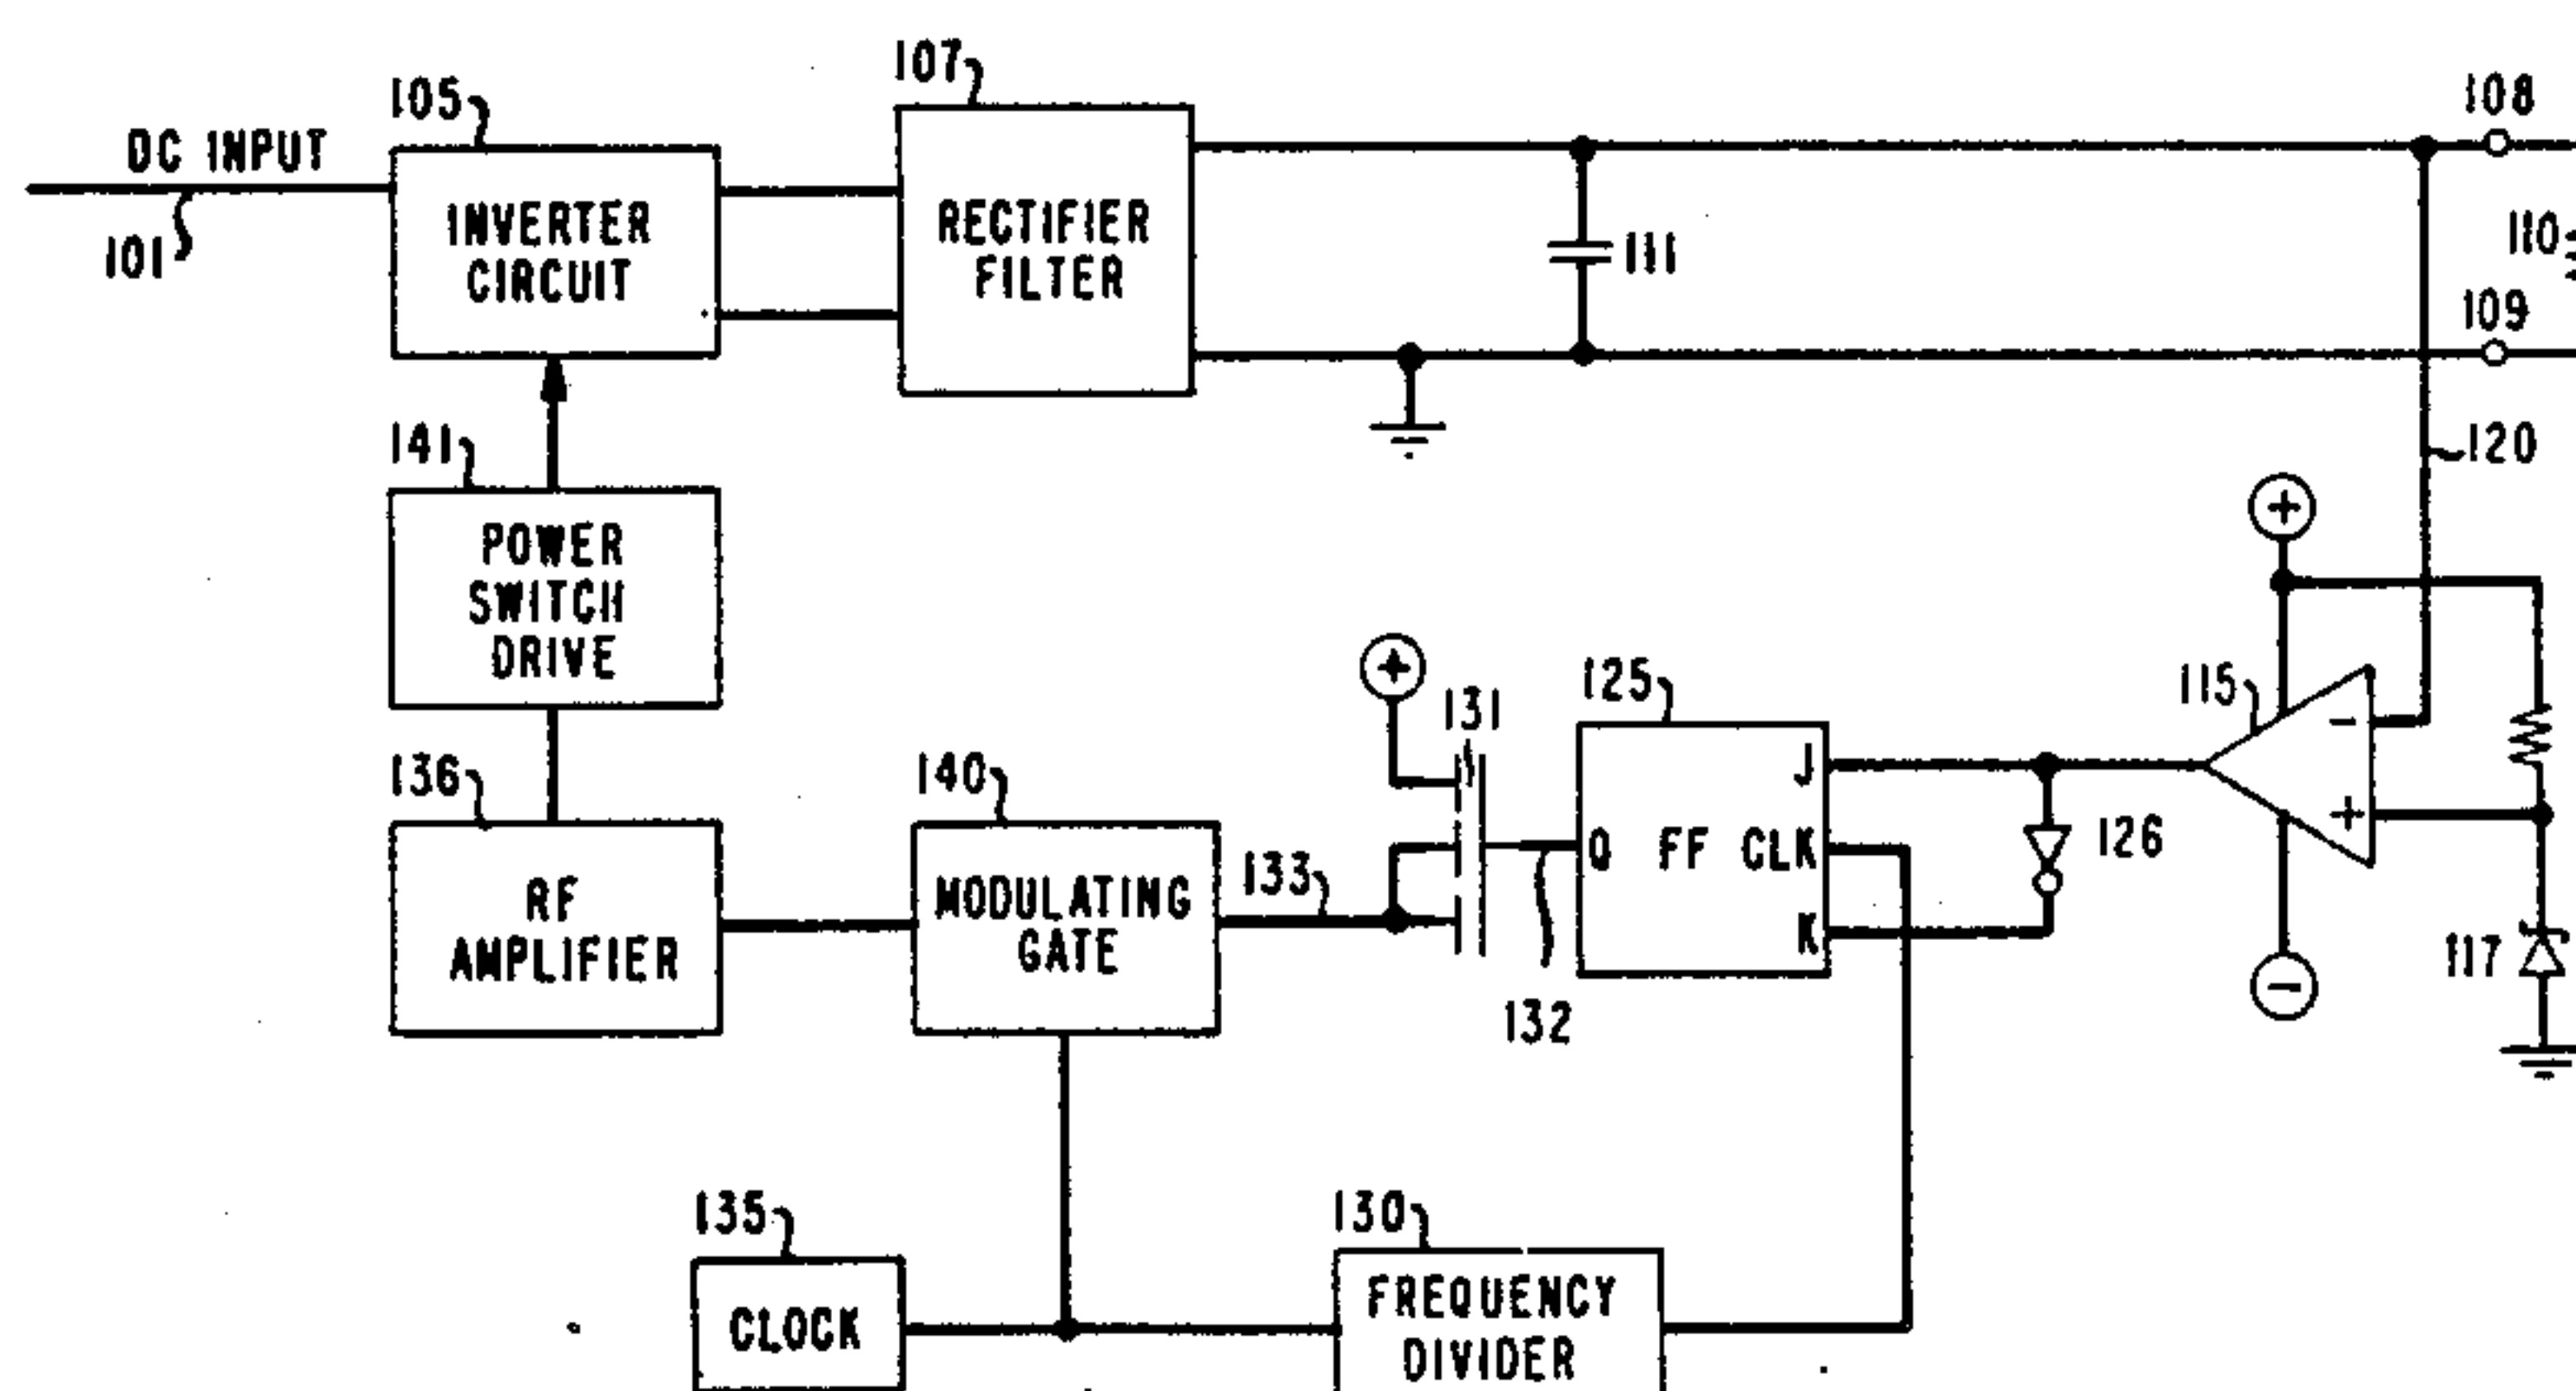 107
108
105
DC INPUT
101
INVERTER
CIRCUIT
RECTIFIER
FILTER
111
110
109
141
120
POWER
SWITCH
DRIVE
+
131
125
115
-
J
136
140
Q FF CLK
126
+
133
K
RF
AMPLIFIER
MODULATING
GATE
117
-
132
135
130
CLOCK
FREQUENCY
DIVIDER
+